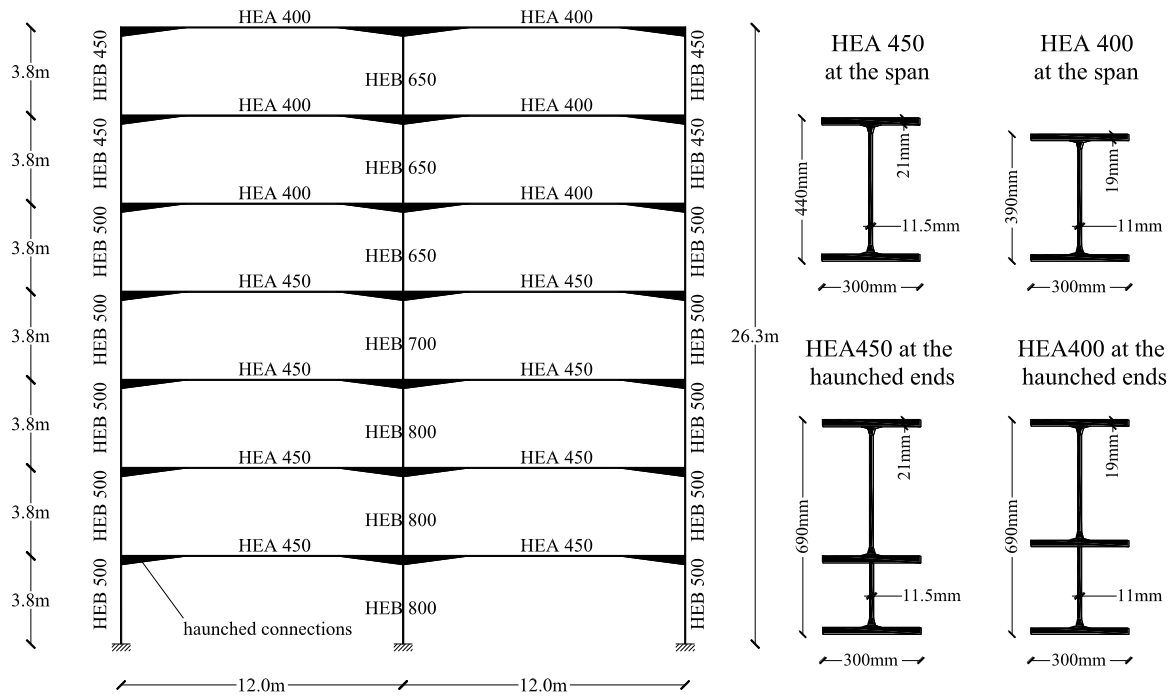 HEA 400
HEA 400
HEB 450
HEB 650
HEB 450
3.8m
HEA 400
HEA 400
HEB 450
HEB 650
HEB 450
3.8m
HEA 400
HEA 400
HEB 500
HEB 650
HEB 500
3.8m
HEA 450
HEA 450
HEB 500
HEB 700
HEB 500
3.8m
HEA 450
HEA 450
HEB 500
HEB 800
HEB 500
3.8m
HEA 450
HEA 450
HEB 500
HEB 800
HEB 500
3.8m
HEA 450
HEA 450
HEB 500
HEB 800
HEB 500
3.8m
haunched connections
12.0m
12.0m
26.3m
HEA 450
at the span
440mm
21mm
11.5mm
300mm
HEA 400
at the span
390mm
19mm
11mm
300mm
HEA450 at the
haunched ends
690mm
21mm
11.5mm
300mm
HEA400 at the
haunched ends
690mm
19mm
11mm
300mm